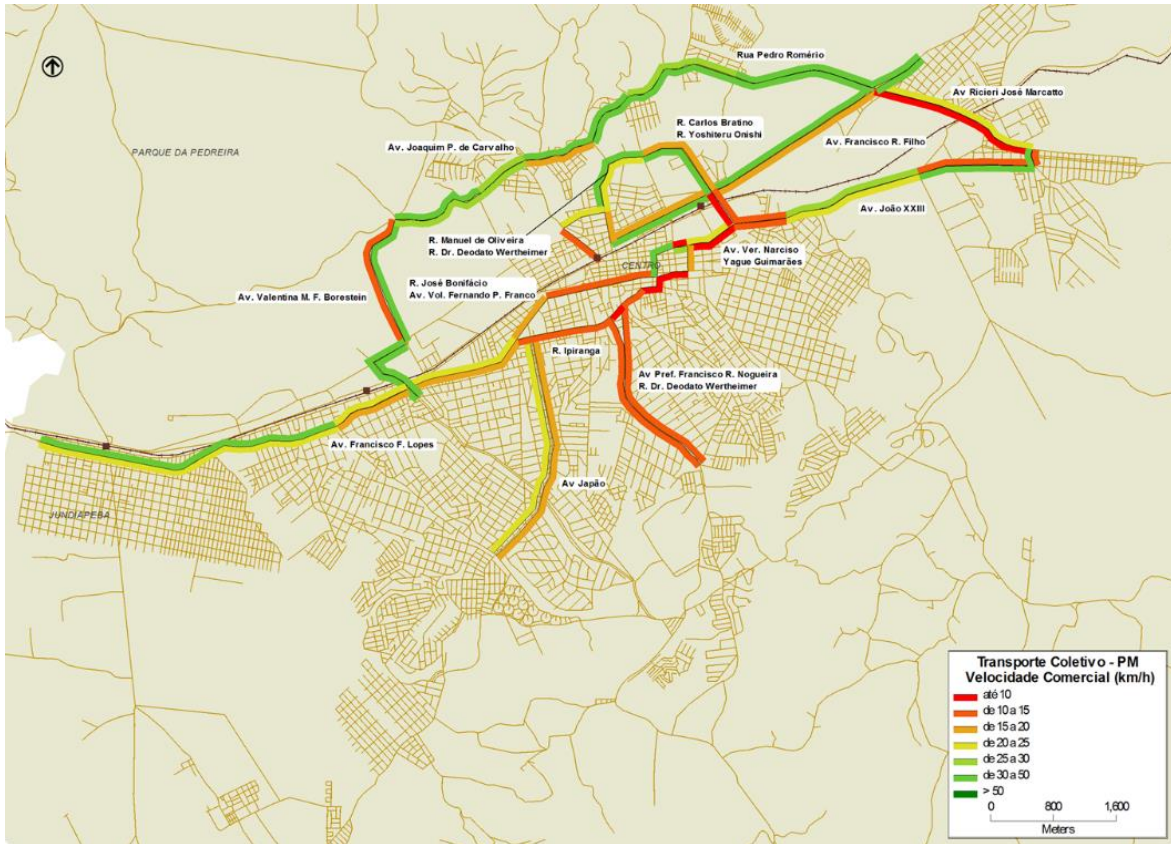 Rua Pedro Romério
Av Ricieri José Marcatto
R. Carlos Bratino
R. Yoshiteru Onishi
Av. Francisco R. Filho
PARQUE DA PEDREIRA
Av. Joaquim P. de Carvalho
Av. João XXIII
R. Manuel de Oliveira
R. Dr. Deodato Wertheimer
Av. Ver. Narciso
Yague Guimarães
CENTRO
R. José Bonifácio
Av. Vol. Fernando P. Franco
Av. Valentina M. F. Borestein
R. Ipiranga
Av Pref. Francisco R. Nogueira
R. Dr. Deodato Wertheimer
Av. Francisco F. Lopes
Av Japão
JUNDIAPEBA
Transporte Coletivo - PM
Velocidade Comercial (km/h)
até 10
de 10 a 15
de 15 a 20
de 20 a 25
de 25 a 30
de 30 a 50
> 50
0 800 1,600
Meters